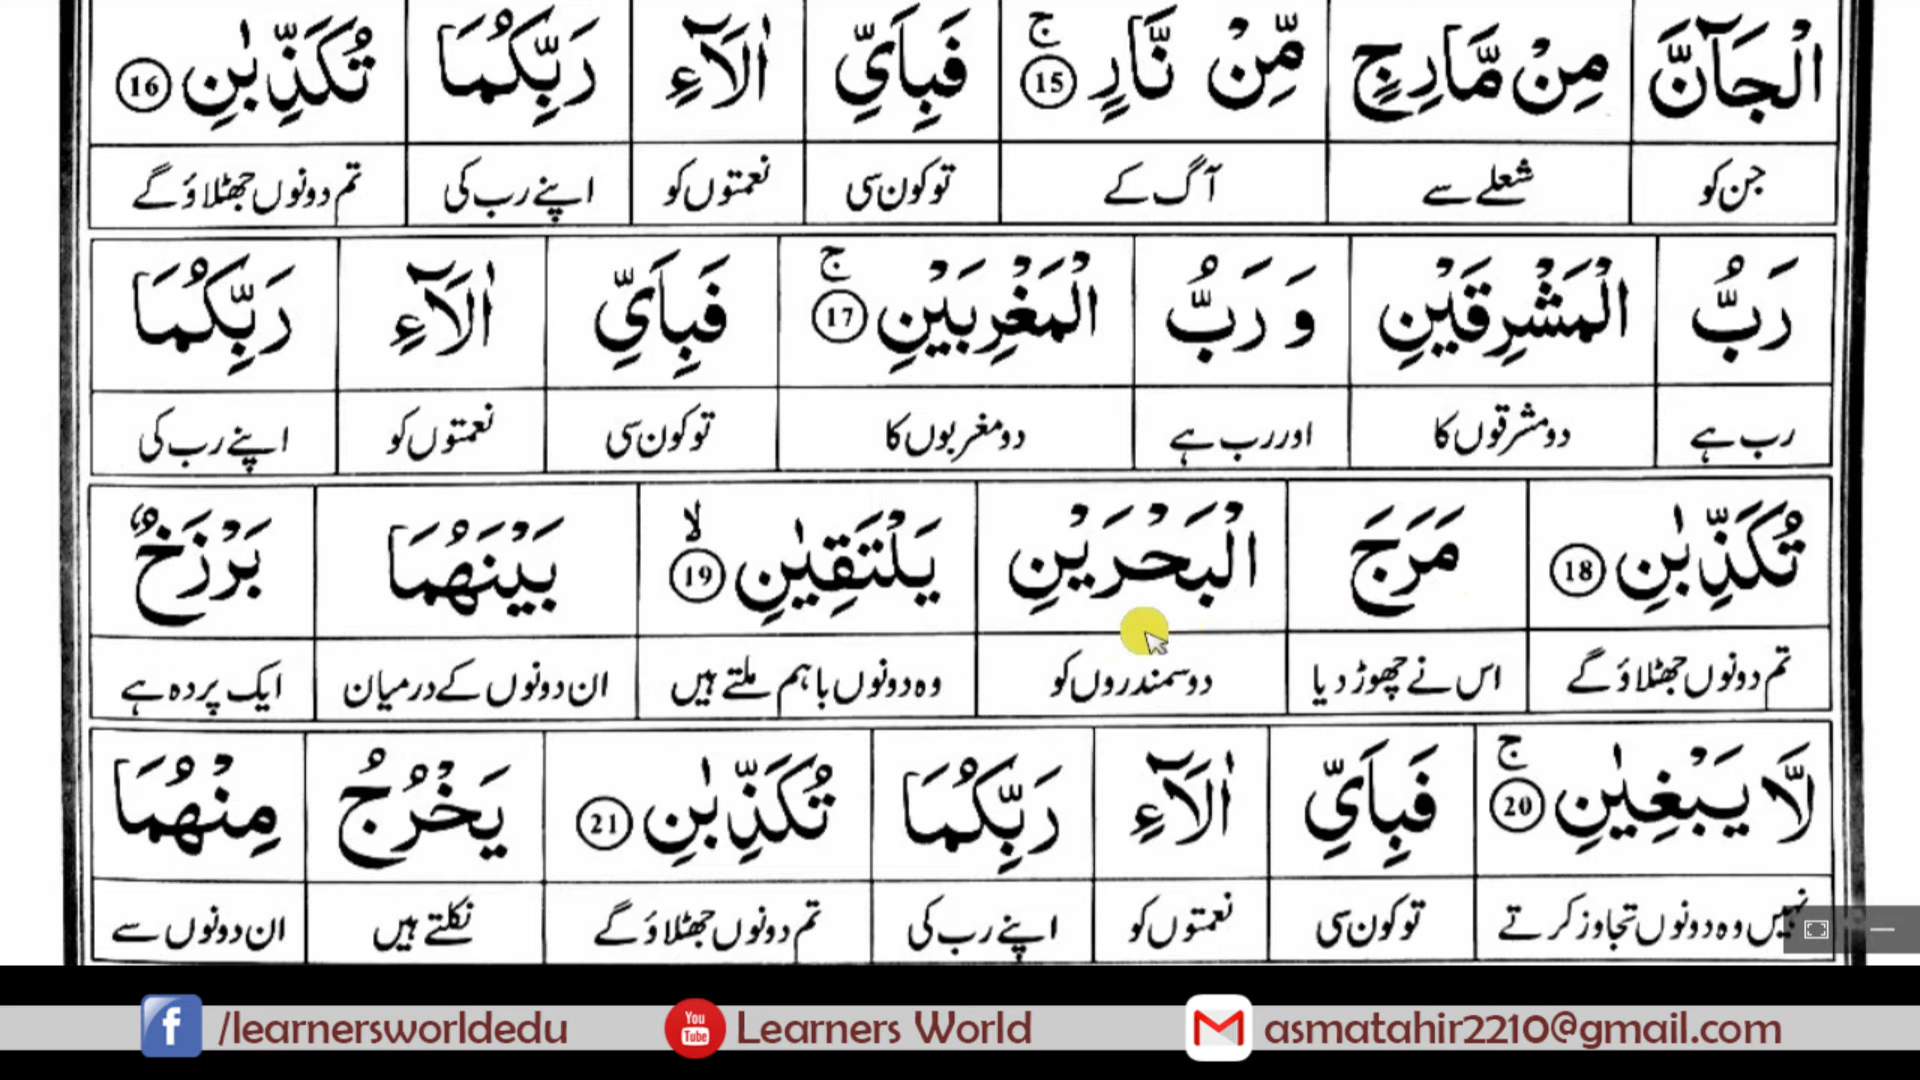 الْجَآنَّ مِنْ مَّارِجٍ مِّنْ نَّارٍ ۚ 15 فَبِاَيِّ اٰلَآءِ رَبِّكُمَا تُكَذِّبٰنِ 16
جن کو شعلے سے آگ کے تو کون سی نعمتوں کو اپنے رب کی تم دونوں جھٹلاؤ گے
رَبُّ الْمَشْرِقَيْنِ وَ رَبُّ الْمَغْرِبَيْنِ ۚ 17 فَبِاَيِّ اٰلَآءِ رَبِّكُمَا
رب ہے دو مشرقوں کا اور رب ہے دو مغربوں کا تو کون سی نعمتوں کو اپنے رب کی
تُكَذِّبٰنِ 18 مَرَجَ الْبَحْرَيْنِ يَلْتَقِيٰنِ ۙ 19 بَيْنَهُمَا بَرْزَخٌ
تم دونوں جھٹلاؤ گے اس نے چھوڑ دیا دو سمندروں کو وہ دونوں باہم ملتے ہیں ان دونوں کے درمیان ایک پردہ ہے
لَّا يَبْغِيٰنِ ۚ 20 فَبِاَيِّ اٰلَآءِ رَبِّكُمَا تُكَذِّبٰنِ 21 يَخْرُجُ مِنْهُمَا
نہیں وہ دونوں تجاوز کرتے تو کون سی نعمتوں کو اپنے رب کی تم دونوں جھٹلاؤ گے نکلتے ہیں ان دونوں سے
f /learnersworldedu You Tube Learners World asmatahir2210@gmail.com